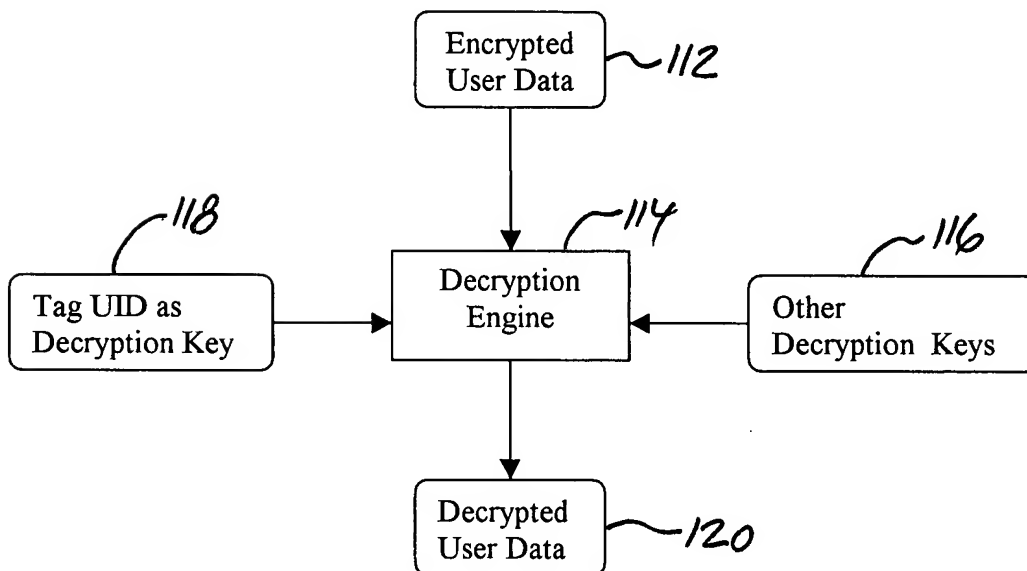 Encrypted
User Data
112
118
114
116
Tag UID as
Decryption Key
Decryption
Engine
Other
Decryption Keys
Decrypted
User Data
120